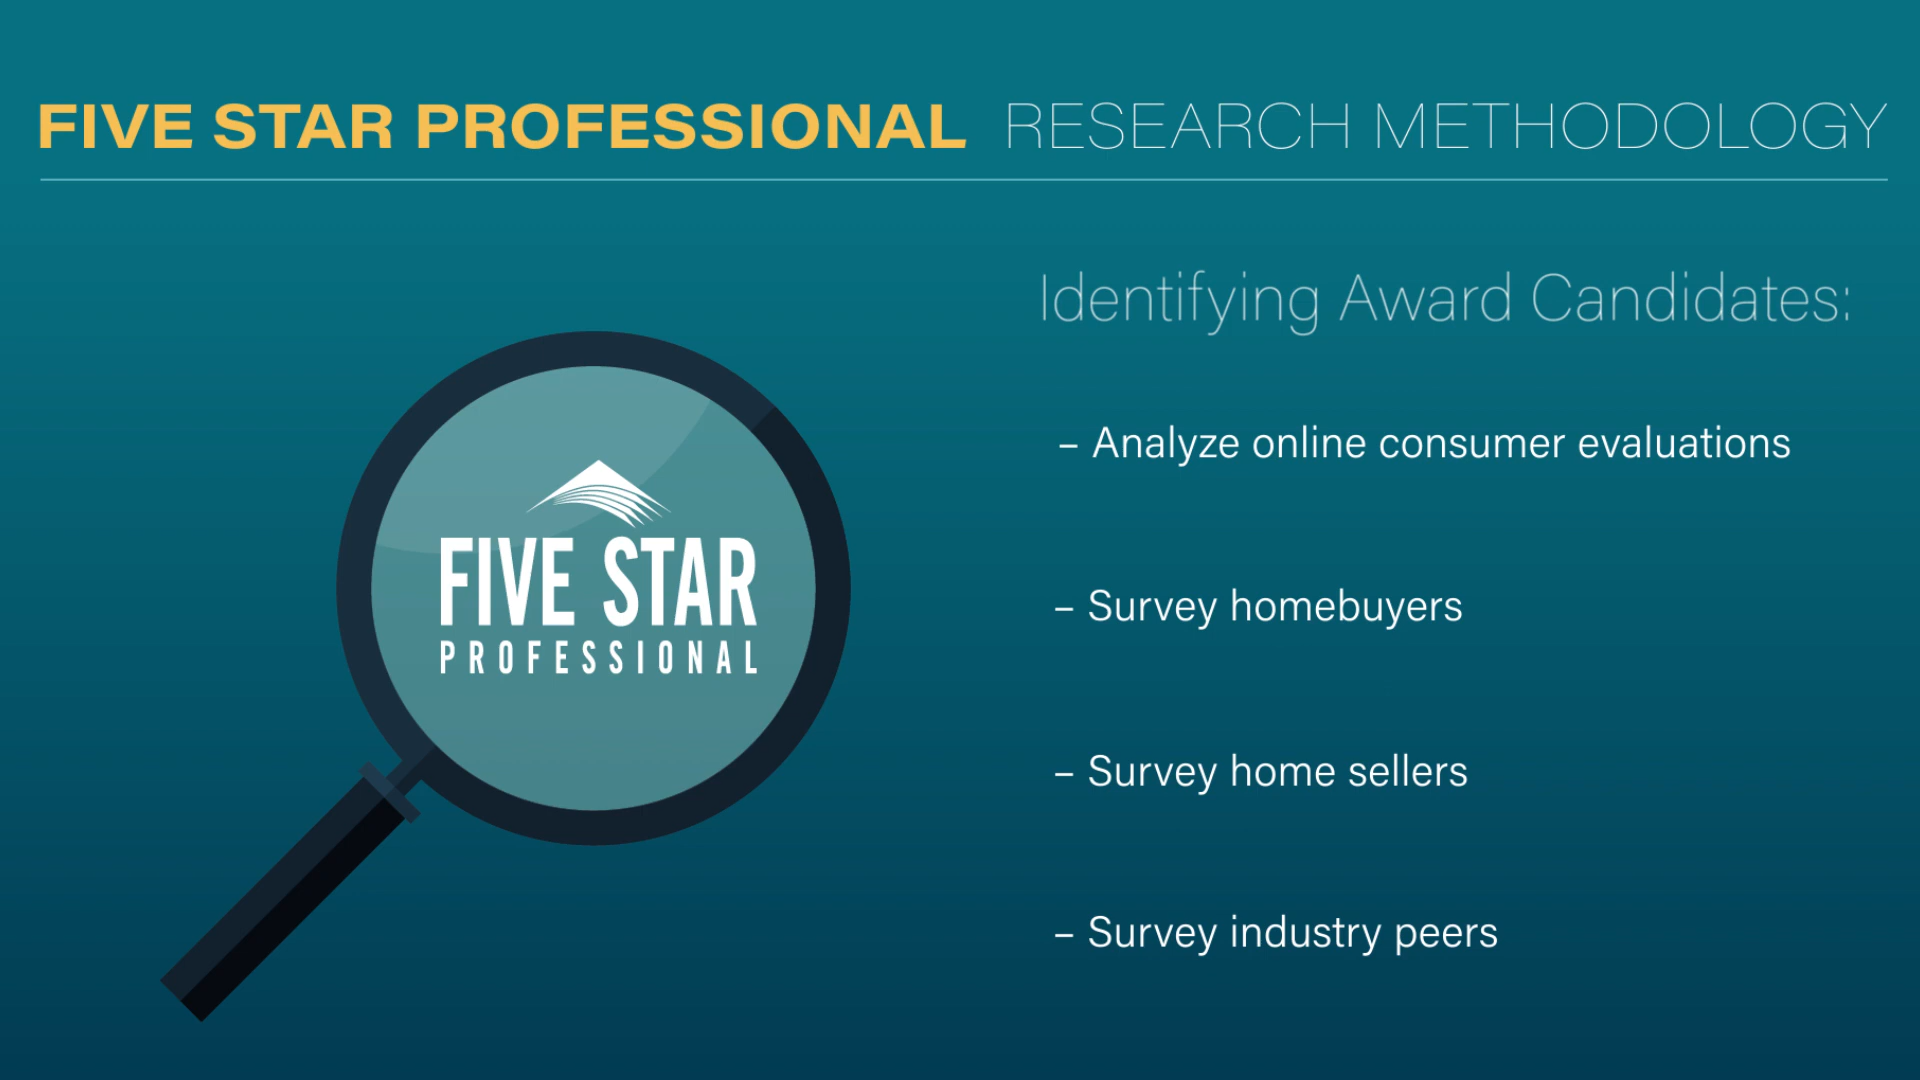 FIVE STAR PROFESSIONAL RESEARCH METHODOLOGY
Identifying Award Candidates:
– Analyze online consumer evaluations
– Survey homebuyers
– Survey home sellers
– Survey industry peers
FIVE STAR
PROFESSIONAL